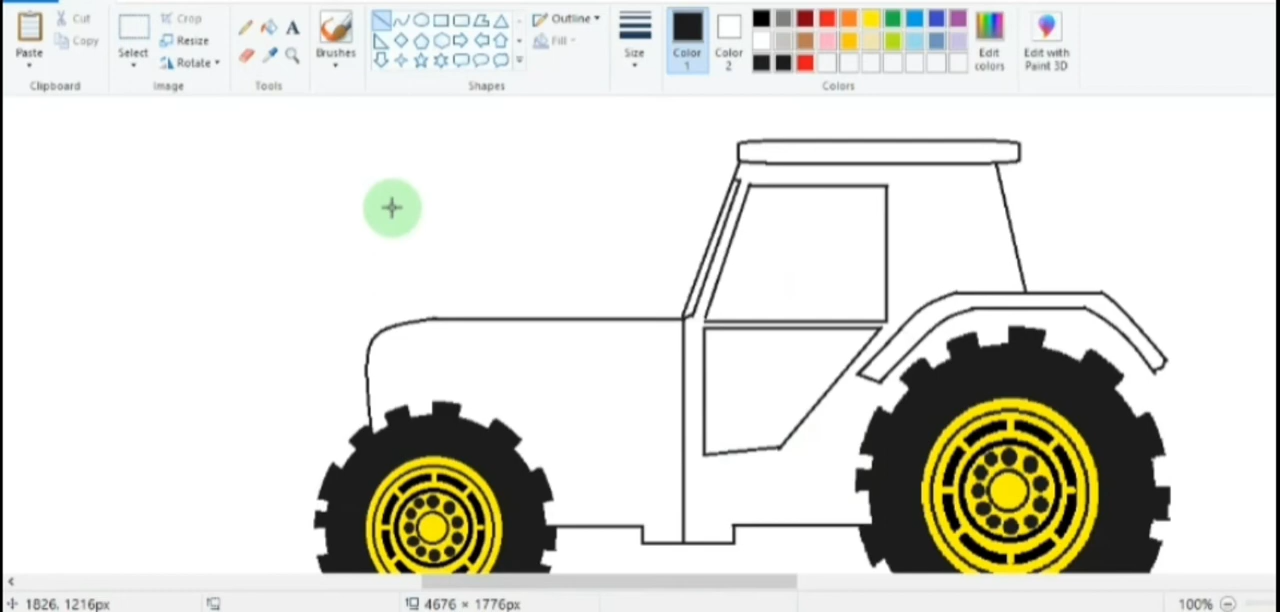 Cut
Crop
Outline
Copy
Resize
Fill
Paste
Select
Rotate
A
Brushes
Size
Color
1
Color
2
Edit
colors
Edit with
Paint 3D
Clipboard
Image
Tools
Shapes
Colors
1826, 1216px
4676 × 1776px
100%